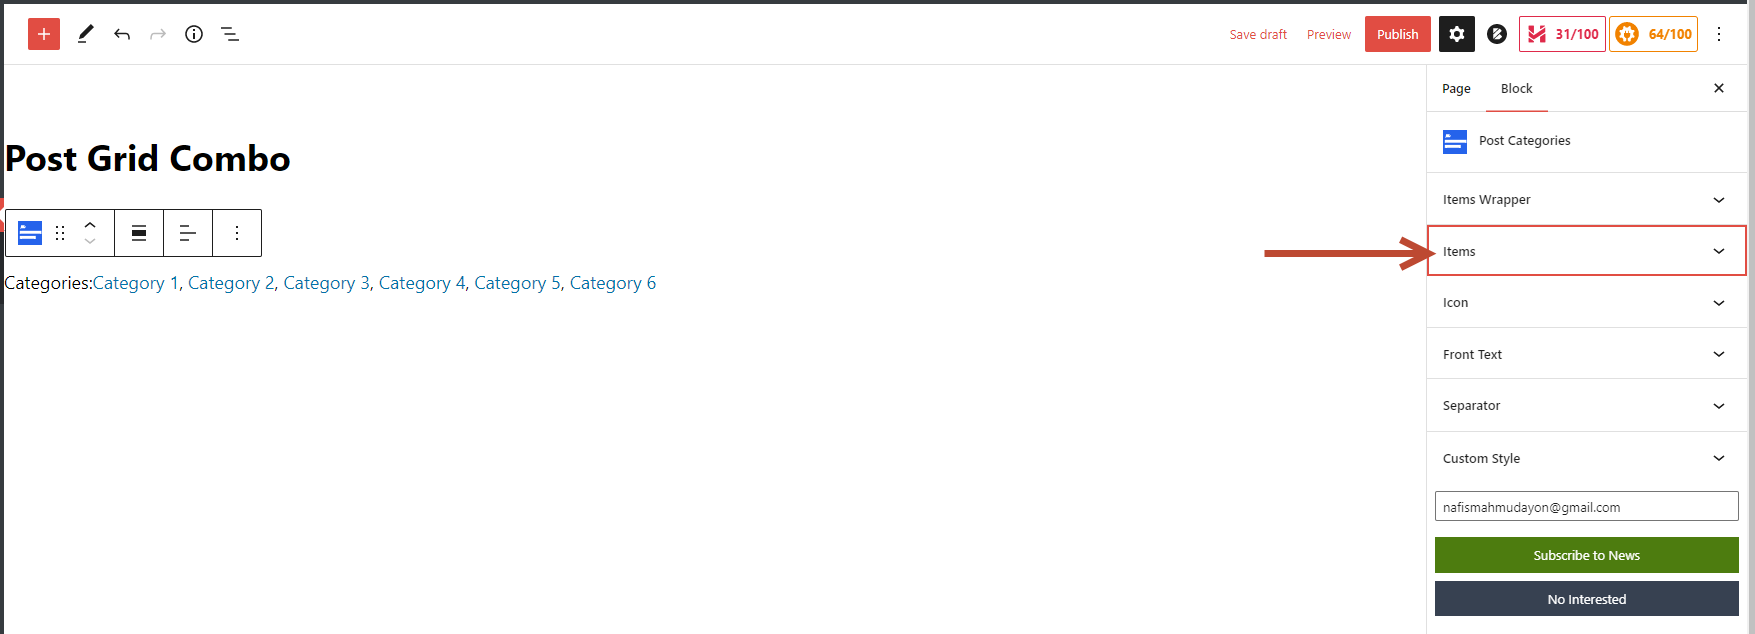 Save draft Preview Publish 31/100 64/100
Page Block
Post Categories
Post Grid Combo
Items Wrapper
Items
Categories:Category 1, Category 2, Category 3, Category 4, Category 5, Category 6
Icon
Front Text
Separator
Custom Style
nafismahmudayon@gmail.com
Subscribe to News
No Interested